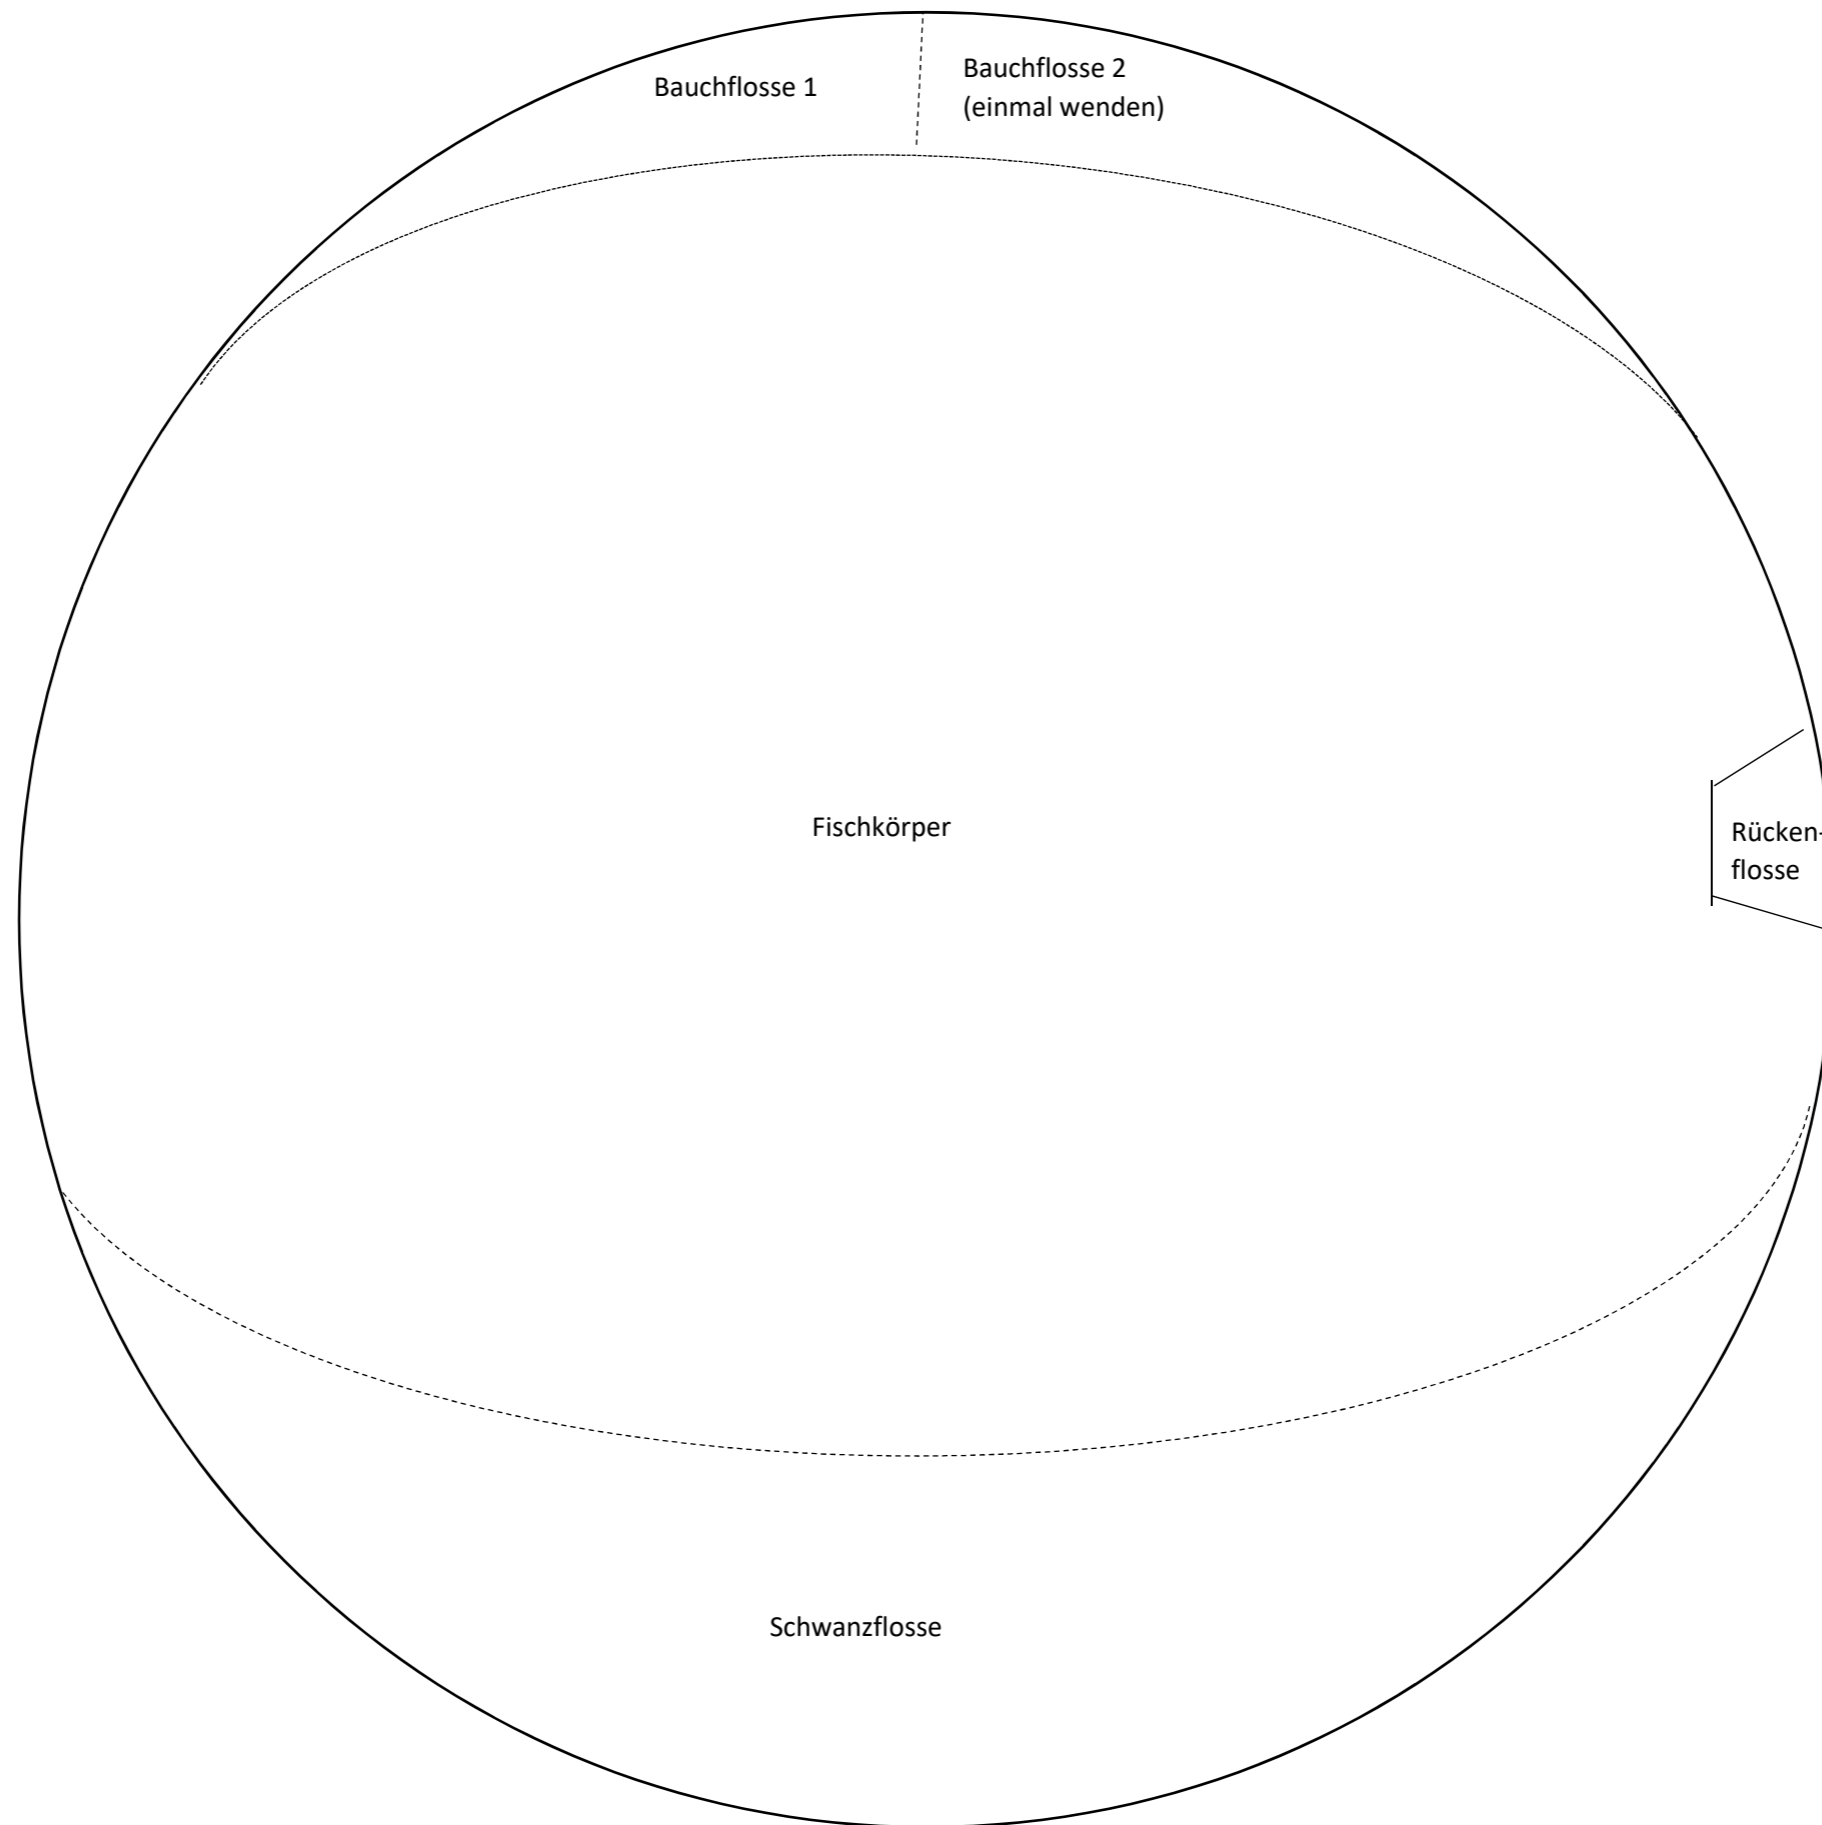 Bauchflosse 1
Bauchflosse 2
(einmal wenden)
Fischkörper
Rücken-
flosse
Schwanzflosse